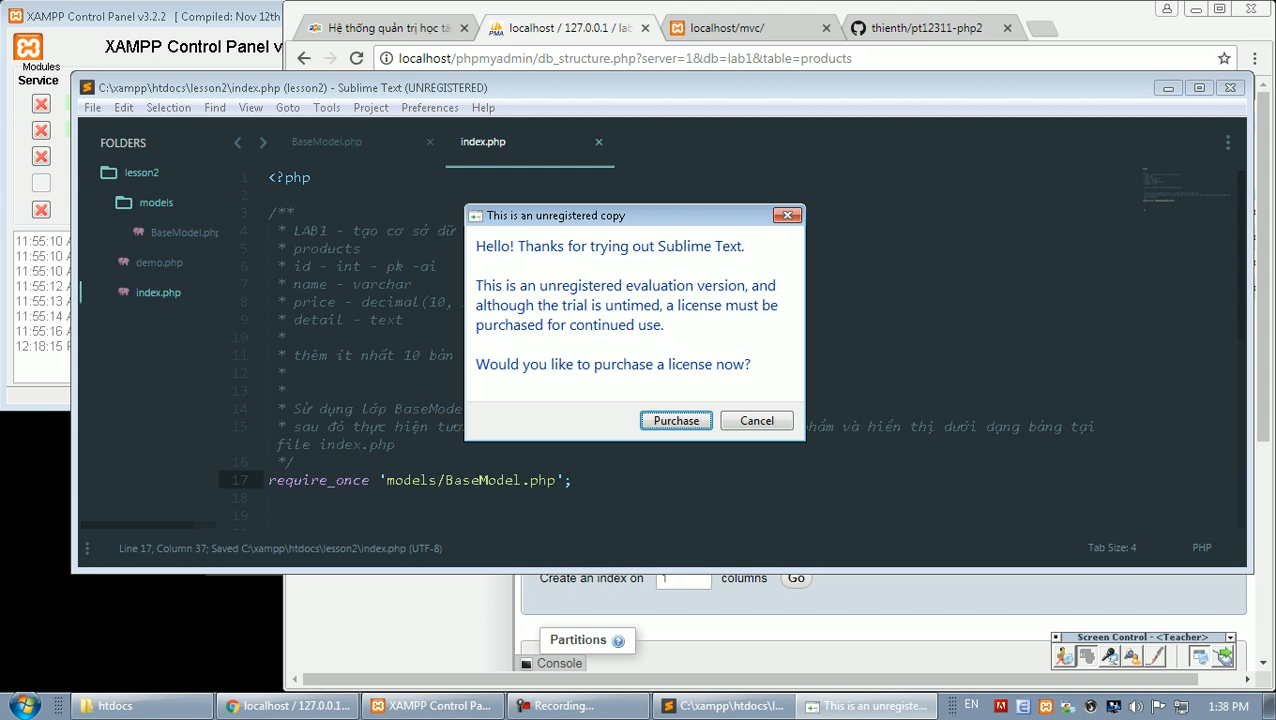 XAMPP Control Panel v3.2.2 [ Compiled: Nov 12th
XAMPP Control Panel v
Modules
Service
11:55:10
11:55:10
11:55:12
11:55:12
11:55:13
11:55:14
11:55:16
12:18:15
Hệ thống quản trị học tậ
localhost / 127.0.0.1 / lab
localhost/mvc/
thienth/pt12311-php2
localhost/phpmyadmin/db_structure.php?server=1&db=lab1&table=products
C:\xampp\htdocs\lesson2\index.php (lesson2) - Sublime Text (UNREGISTERED)
File Edit Selection Find View Goto Tools Project Preferences Help
FOLDERS
lesson2
models
BaseModel.php
demo.php
index.php
BaseModel.php
index.php
1 <?php
2
3 /**
4 * LAB1 - tạo cơ sở dữ
5 * products
6 * id - int - pk -ai
7 * name - varchar
8 * price - decimal(10,
9 * detail - text
10 *
11 * thêm ít nhất 10 bản
12 *
13 *
14 * Sử dụng lớp BaseMode
15 * sau đó thực hiện tươ
và hiển thị dưới dạng bảng tại
file index.php
16 */
17 require_once 'models/BaseModel.php';
18
19
Line 17, Column 37; Saved C:\xampp\htdocs\lesson2\index.php (UTF-8)
Tab Size: 4
PHP
This is an unregistered copy
Hello! Thanks for trying out Sublime Text.
This is an unregistered evaluation version, and
although the trial is untimed, a license must be
purchased for continued use.
Would you like to purchase a license now?
Purchase
Cancel
Create an index on 1 columns Go
Partitions
Console
Screen Control - <Teacher>
htdocs
localhost / 127.0.0.1...
XAMPP Control Pa...
Recording...
C:\xampp\htdocs\l...
This is an unregiste...
EN
1:38 PM